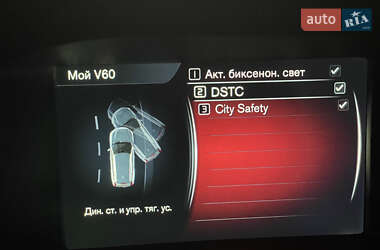 auto RIA
Мой V60
1 Акт. биксенон. свет
2 DSTC
3 City Safety
Дин. ст. и упр. тяг. ус.